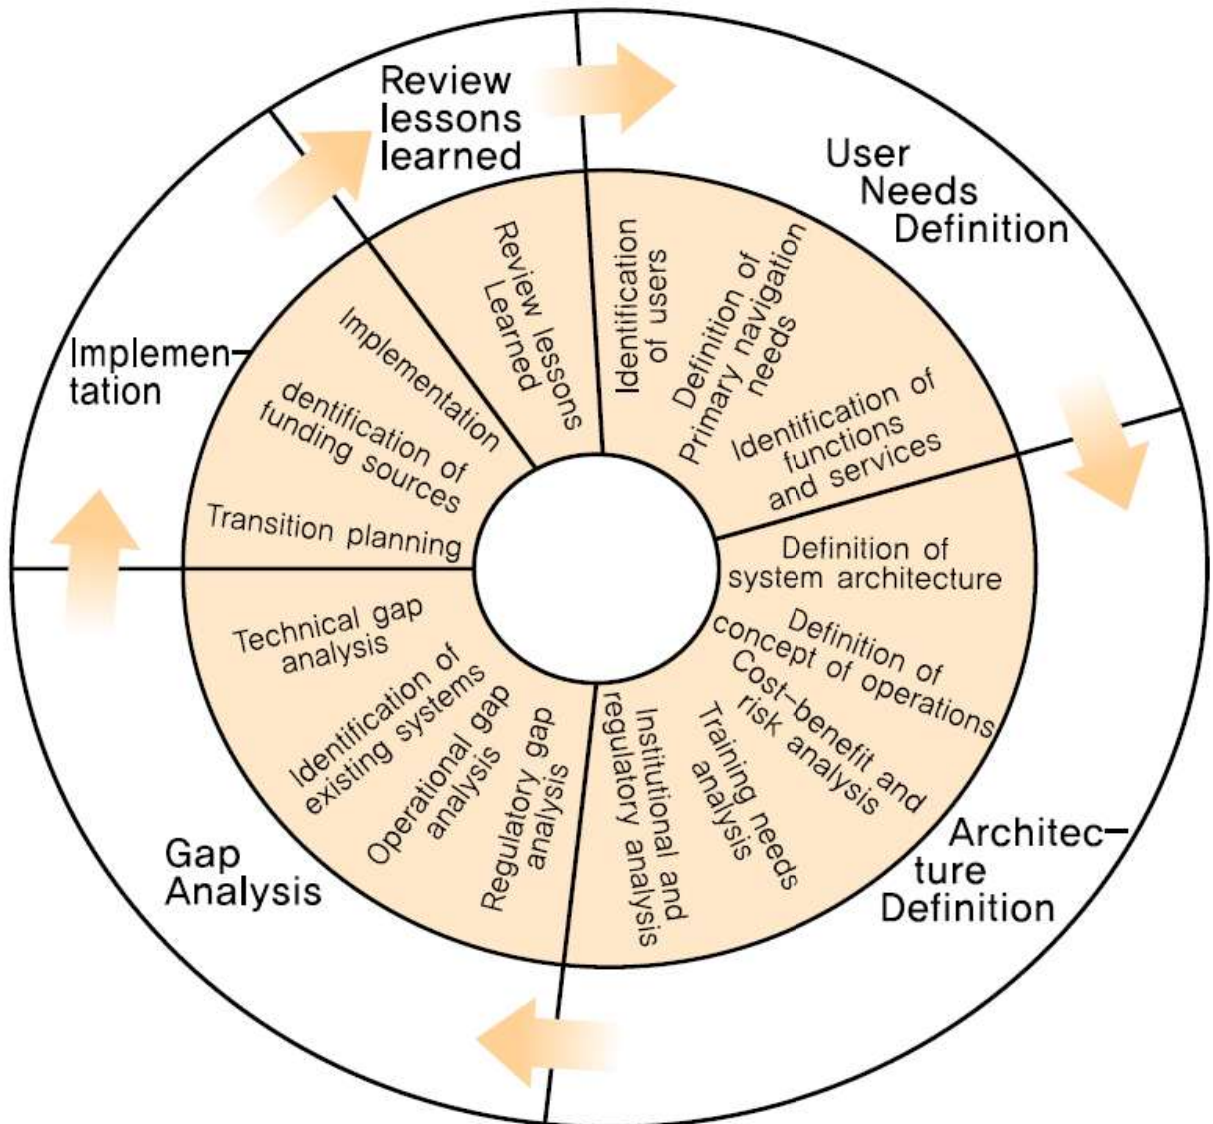 Review
lessons
learned
User
Needs
Definition
Implemen-
tation
Gap
Analysis
Architec-
ture
Definition
Identification
of users
Definition of
Primary navigation
needs
Identification of
functions
and services
Definition of
system architecture
Definition of
concept of operations
Cost-benefit and
risk analysis
Training needs
analysis
Institutional and
regulatory analysis
Regulatory gap
analysis
Operational gap
analysis
Identification of
existing systems
Technical gap
analysis
Transition planning
dentification of
funding sources
Implementation
Review lessons
Learned